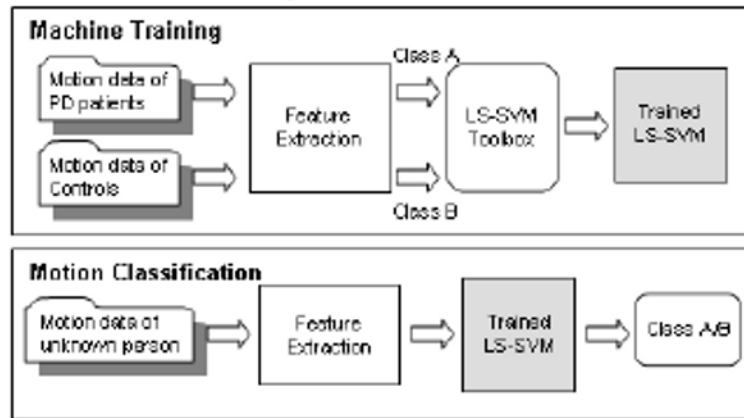 Machine Training
Motion data of
PD patients
Motion data of
Controls
Feature
Extraction
Class A
Class B
LS-SVM
Toolbox
Trained
LS-SVM
Motion Classification
Motion data of
unknown person
Feature
Extraction
Trained
LS-SVM
Class A/B